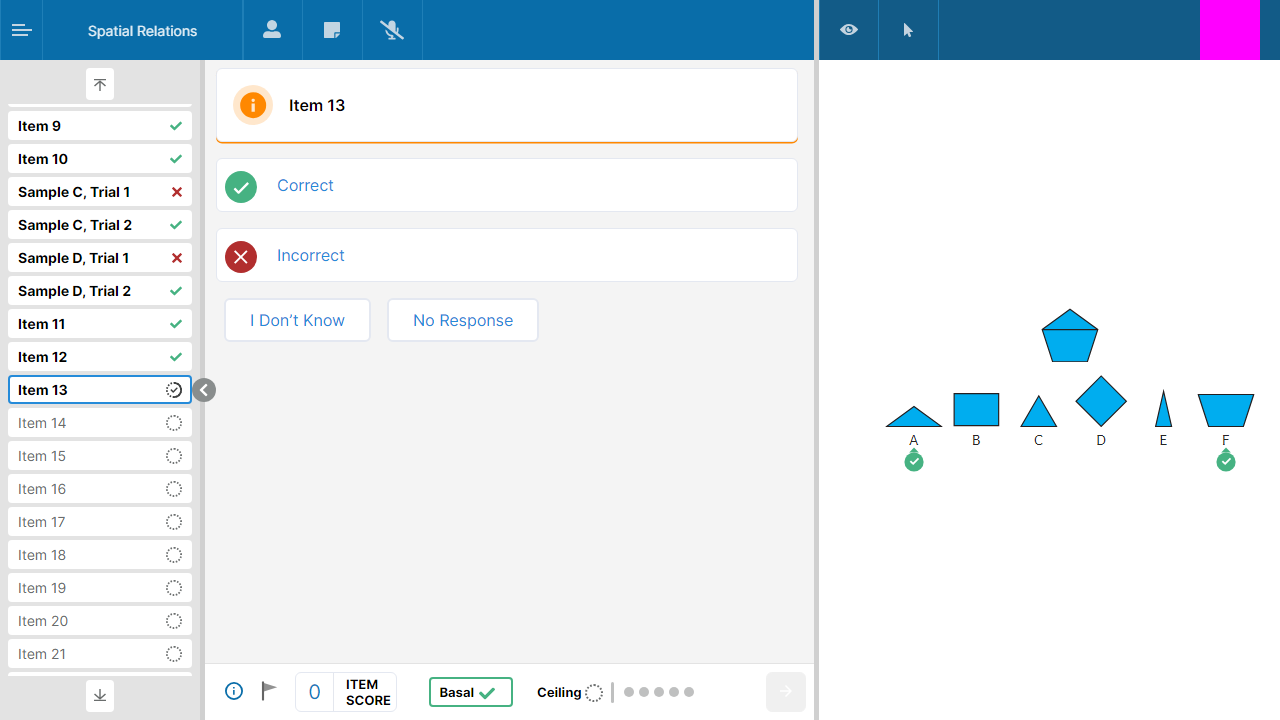 Spatial Relations
Item 9
Item 10
Sample C, Trial 1
Sample C, Trial 2
Sample D, Trial 1
Sample D, Trial 2
Item 11
Item 12
Item 13
Item 14
Item 15
Item 16
Item 17
Item 18
Item 19
Item 20
Item 21
Item 13
Correct
Incorrect
I Don’t Know No Response
0 ITEM SCORE
Basal
Ceiling
A B C D E F